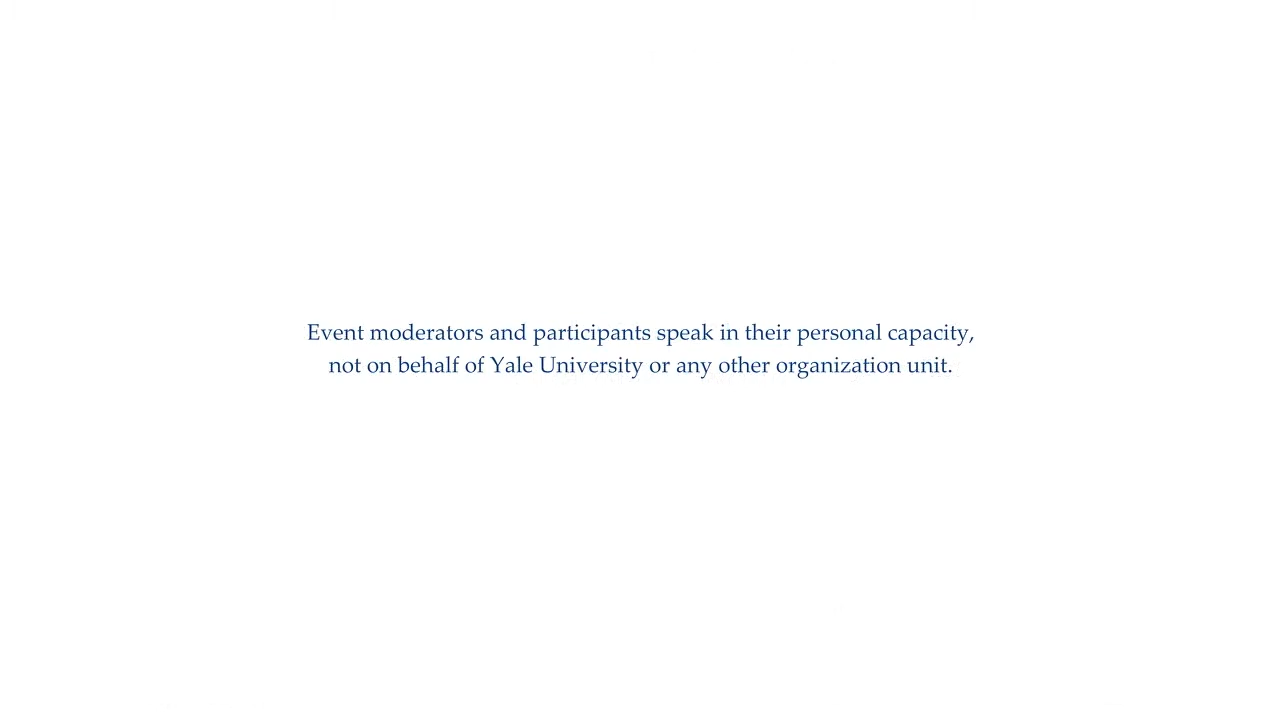 Event moderators and participants speak in their personal capacity,
not on behalf of Yale University or any other organization unit.